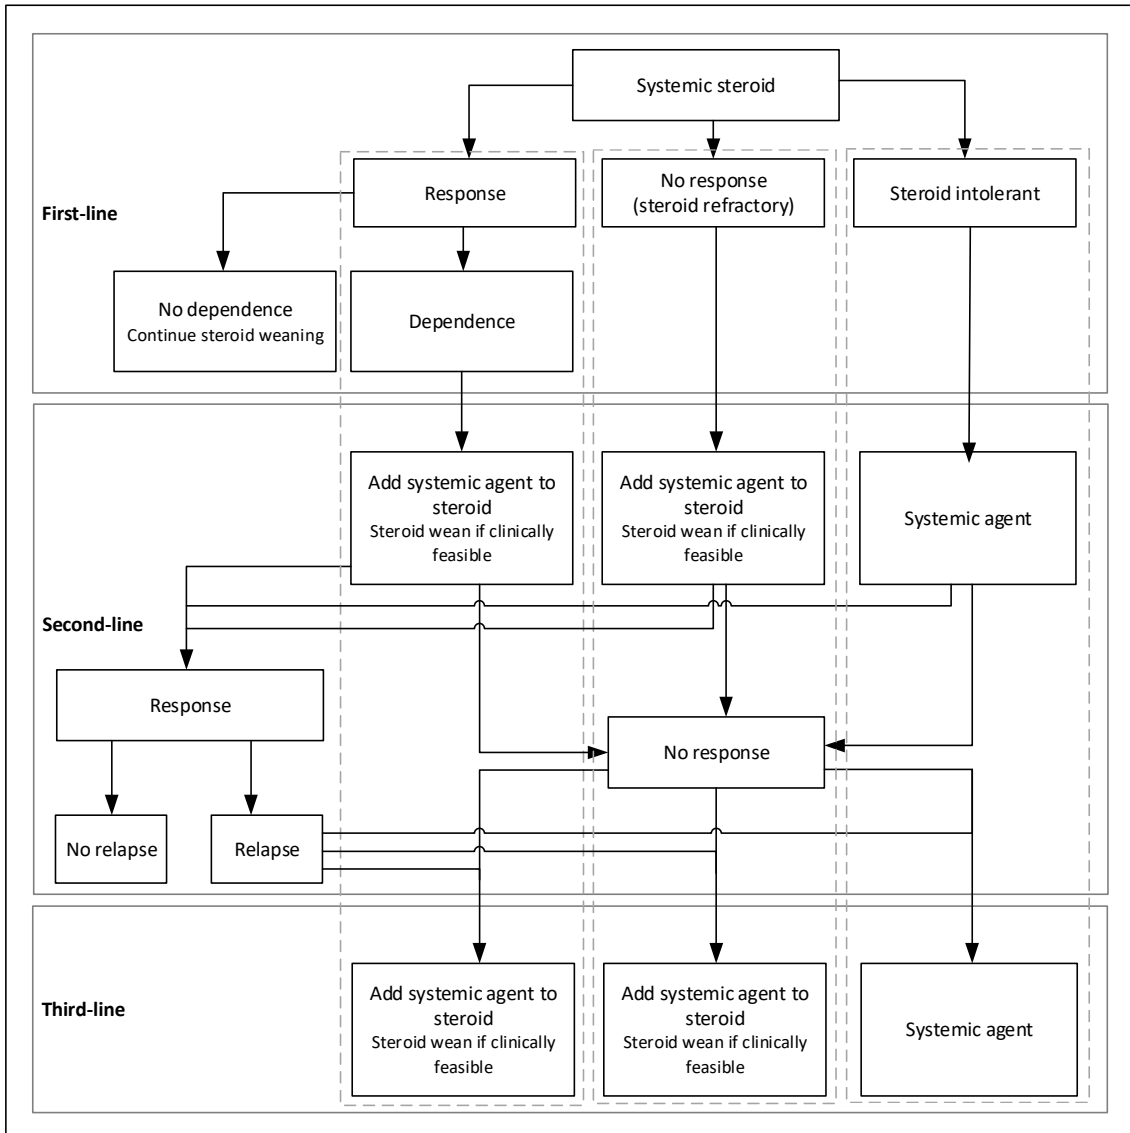 Systemic steroid
Response
No response
(steroid refractory)
Steroid intolerant
First-line
No dependence
Continue steroid weaning
Dependence
Add systemic agent to
steroid
Steroid wean if clinically
feasible
Add systemic agent to
steroid
Steroid wean if clinically
feasible
Systemic agent
Second-line
Response
No response
No relapse
Relapse
Third-line
Add systemic agent to
steroid
Steroid wean if clinically
feasible
Add systemic agent to
steroid
Steroid wean if clinically
feasible
Systemic agent